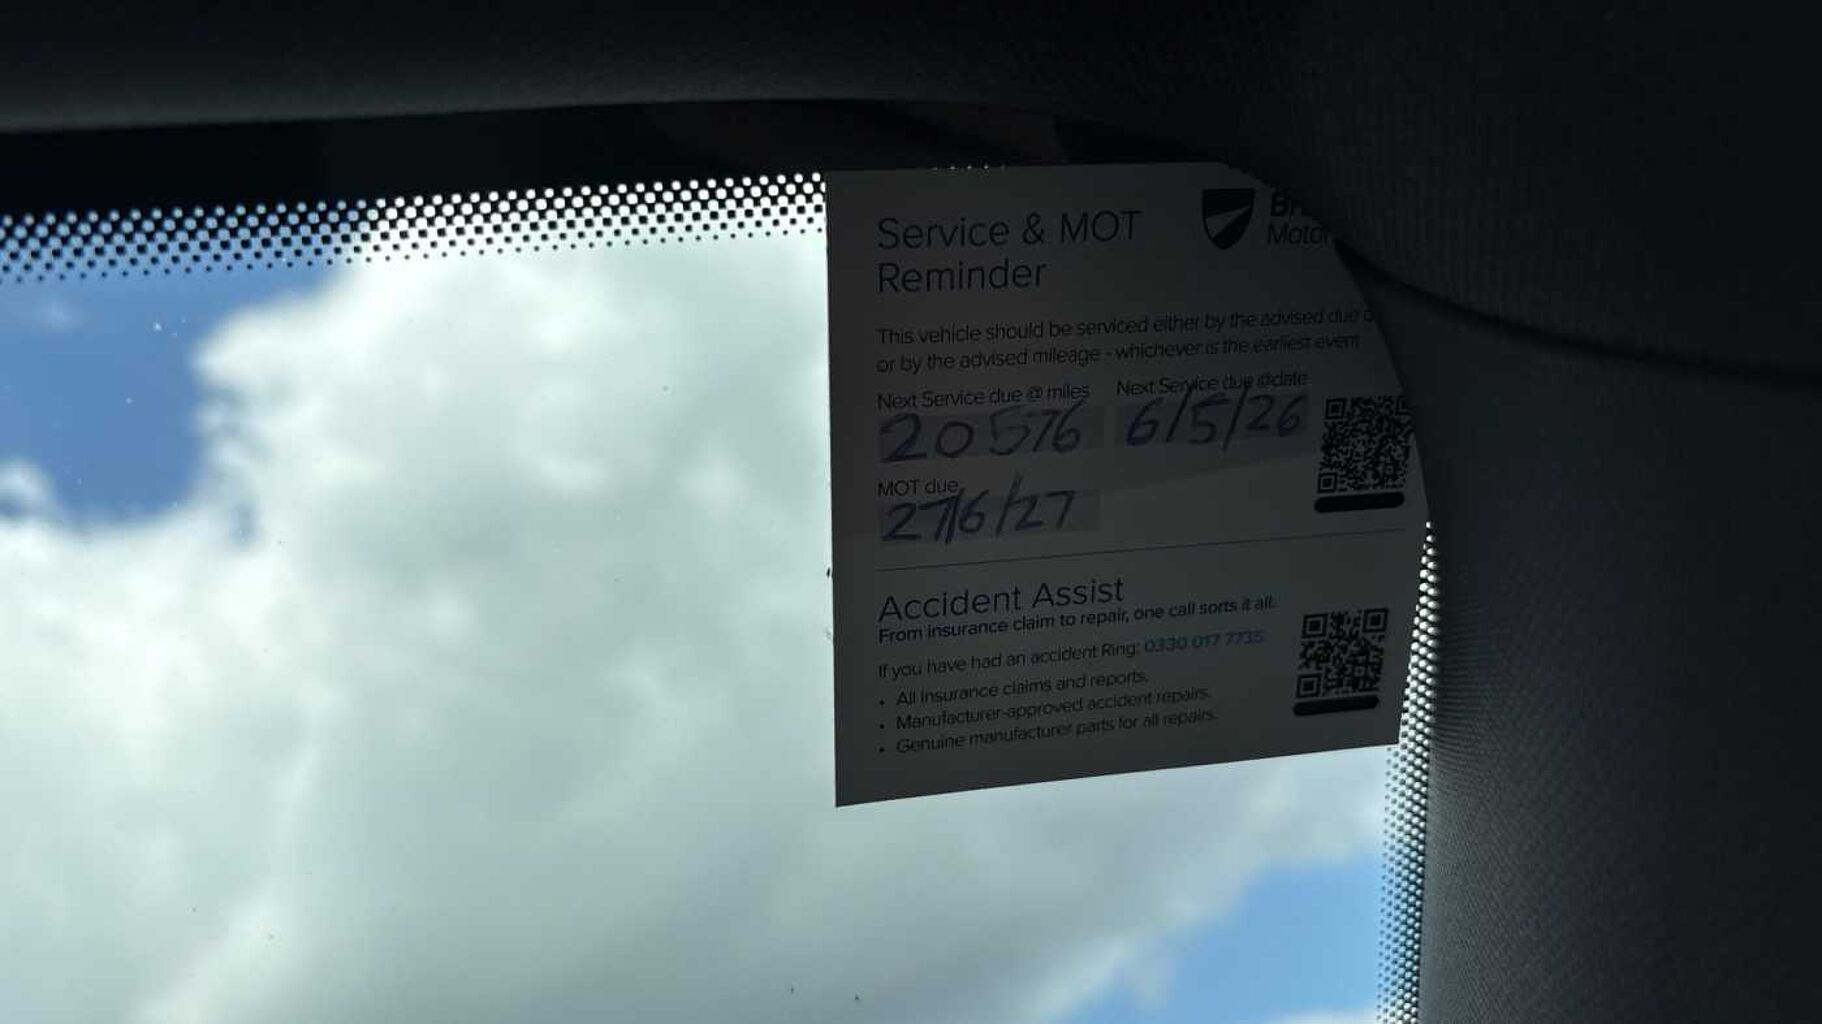 Service & MOT
Reminder
Motor
This vehicle should be serviced either by the advised due
or by the advised mileage - whichever is the earliest event
Next Service due @ miles Next Service due @date
20576 6/5/26
MOT due
27/6/27
Accident Assist
From insurance claim to repair, one call sorts it all.
If you have had an accident Ring: 0330 017 7735
• All insurance claims and reports.
• Manufacturer-approved accident repairs.
• Genuine manufacturer parts for all repairs.